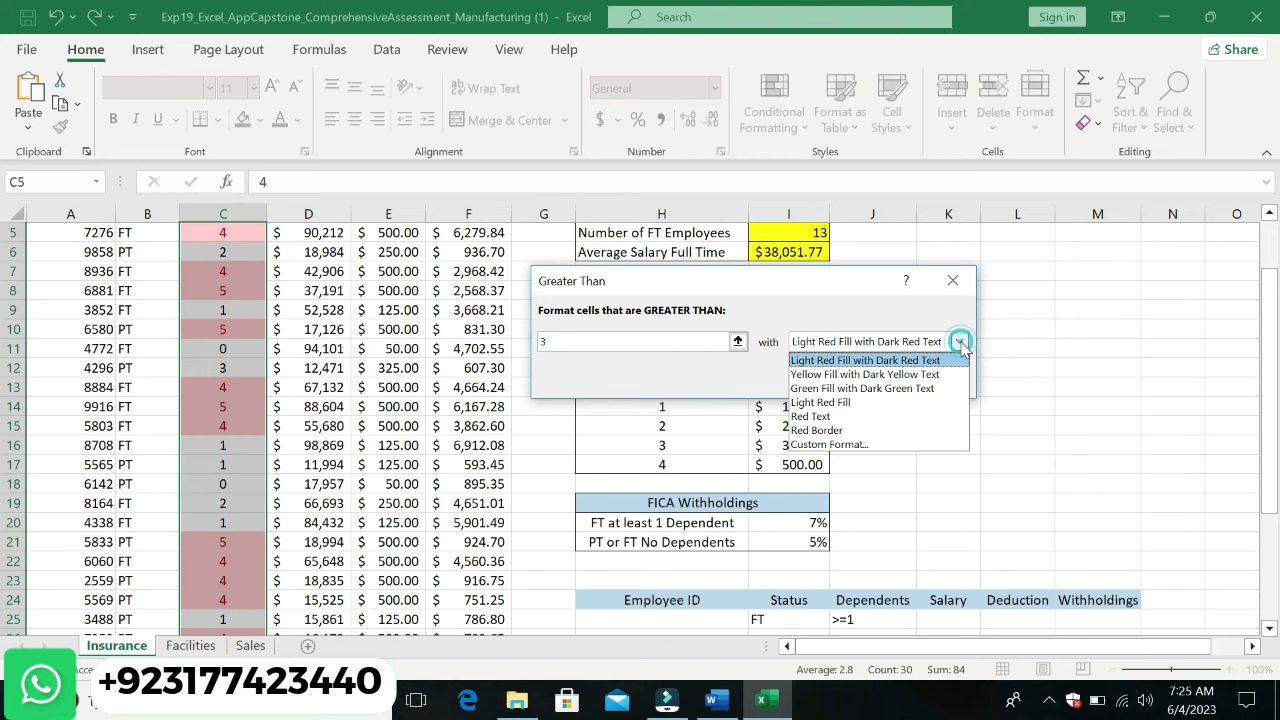 Exp19_Excel_AppCapstone_ComprehensiveAssessment_Manufacturing (1) - Excel
Search
Sign in
File Home Insert Page Layout Formulas Data Review View Help
Share
Paste
Wrap Text
Merge & Center
11
General
Conditional Formatting
Format as Table
Cell Styles
Insert
Delete
Format
Sort & Filter
Find & Select
Clipboard Font Alignment Number Styles Cells Editing
C5 fx 4
A B C D E F G H I J K L M N O
5 7276 FT 4 $ 90,212 $ 500.00 $ 6,279.84 Number of FT Employees 13
6 9858 PT 2 $ 18,984 $ 250.00 $ 936.70 Average Salary Full Time $38,051.77
7 8936 FT 4 $ 42,906 $ 500.00 $ 2,968.42
8 6881 FT 5 $ 37,191 $ 500.00 $ 2,568.37
9 3852 FT 1 $ 52,528 $ 125.00 $ 3,668.21
10 6580 PT 5 $ 17,126 $ 500.00 $ 831.30
11 4772 FT 0 $ 94,101 $ 50.00 $ 4,702.55
12 4296 PT 3 $ 12,471 $ 325.00 $ 607.30
13 8884 FT 4 $ 67,132 $ 500.00 $ 4,664.24
14 9916 FT 5 $ 88,604 $ 500.00 $ 6,167.28 1 $ 1
15 5803 FT 4 $ 55,680 $ 500.00 $ 3,862.60 2 $ 2
16 8708 FT 1 $ 98,869 $ 125.00 $ 6,912.08 3 $ 3
17 5565 PT 1 $ 11,994 $ 125.00 $ 593.45 4 $ 500.00
18 6142 PT 0 $ 17,957 $ 50.00 $ 895.35
19 8164 FT 2 $ 66,693 $ 250.00 $ 4,651.01 FICA Withholdings
20 4338 FT 1 $ 84,432 $ 125.00 $ 5,901.49 FT at least 1 Dependent 7%
21 5833 PT 5 $ 18,994 $ 500.00 $ 924.70 PT or FT No Dependents 5%
22 6060 FT 4 $ 65,648 $ 500.00 $ 4,560.36
23 2559 PT 4 $ 18,835 $ 500.00 $ 916.75
24 5569 PT 4 $ 15,525 $ 500.00 $ 751.25 Employee ID Status Dependents Salary Deduction Withholdings
25 3488 PT 1 $ 15,861 $ 125.00 $ 786.80 FT >=1
Greater Than
?
Format cells that are GREATER THAN:
3 with Light Red Fill with Dark Red Text
Light Red Fill with Dark Red Text
Yellow Fill with Dark Yellow Text
Green Fill with Dark Green Text
Light Red Fill
Red Text
Red Border
Custom Format...
Insurance Facilities Sales
Average: 2.8 Count: 30 Sum: 84
100%
+923177423440
7:25 AM
6/4/2023